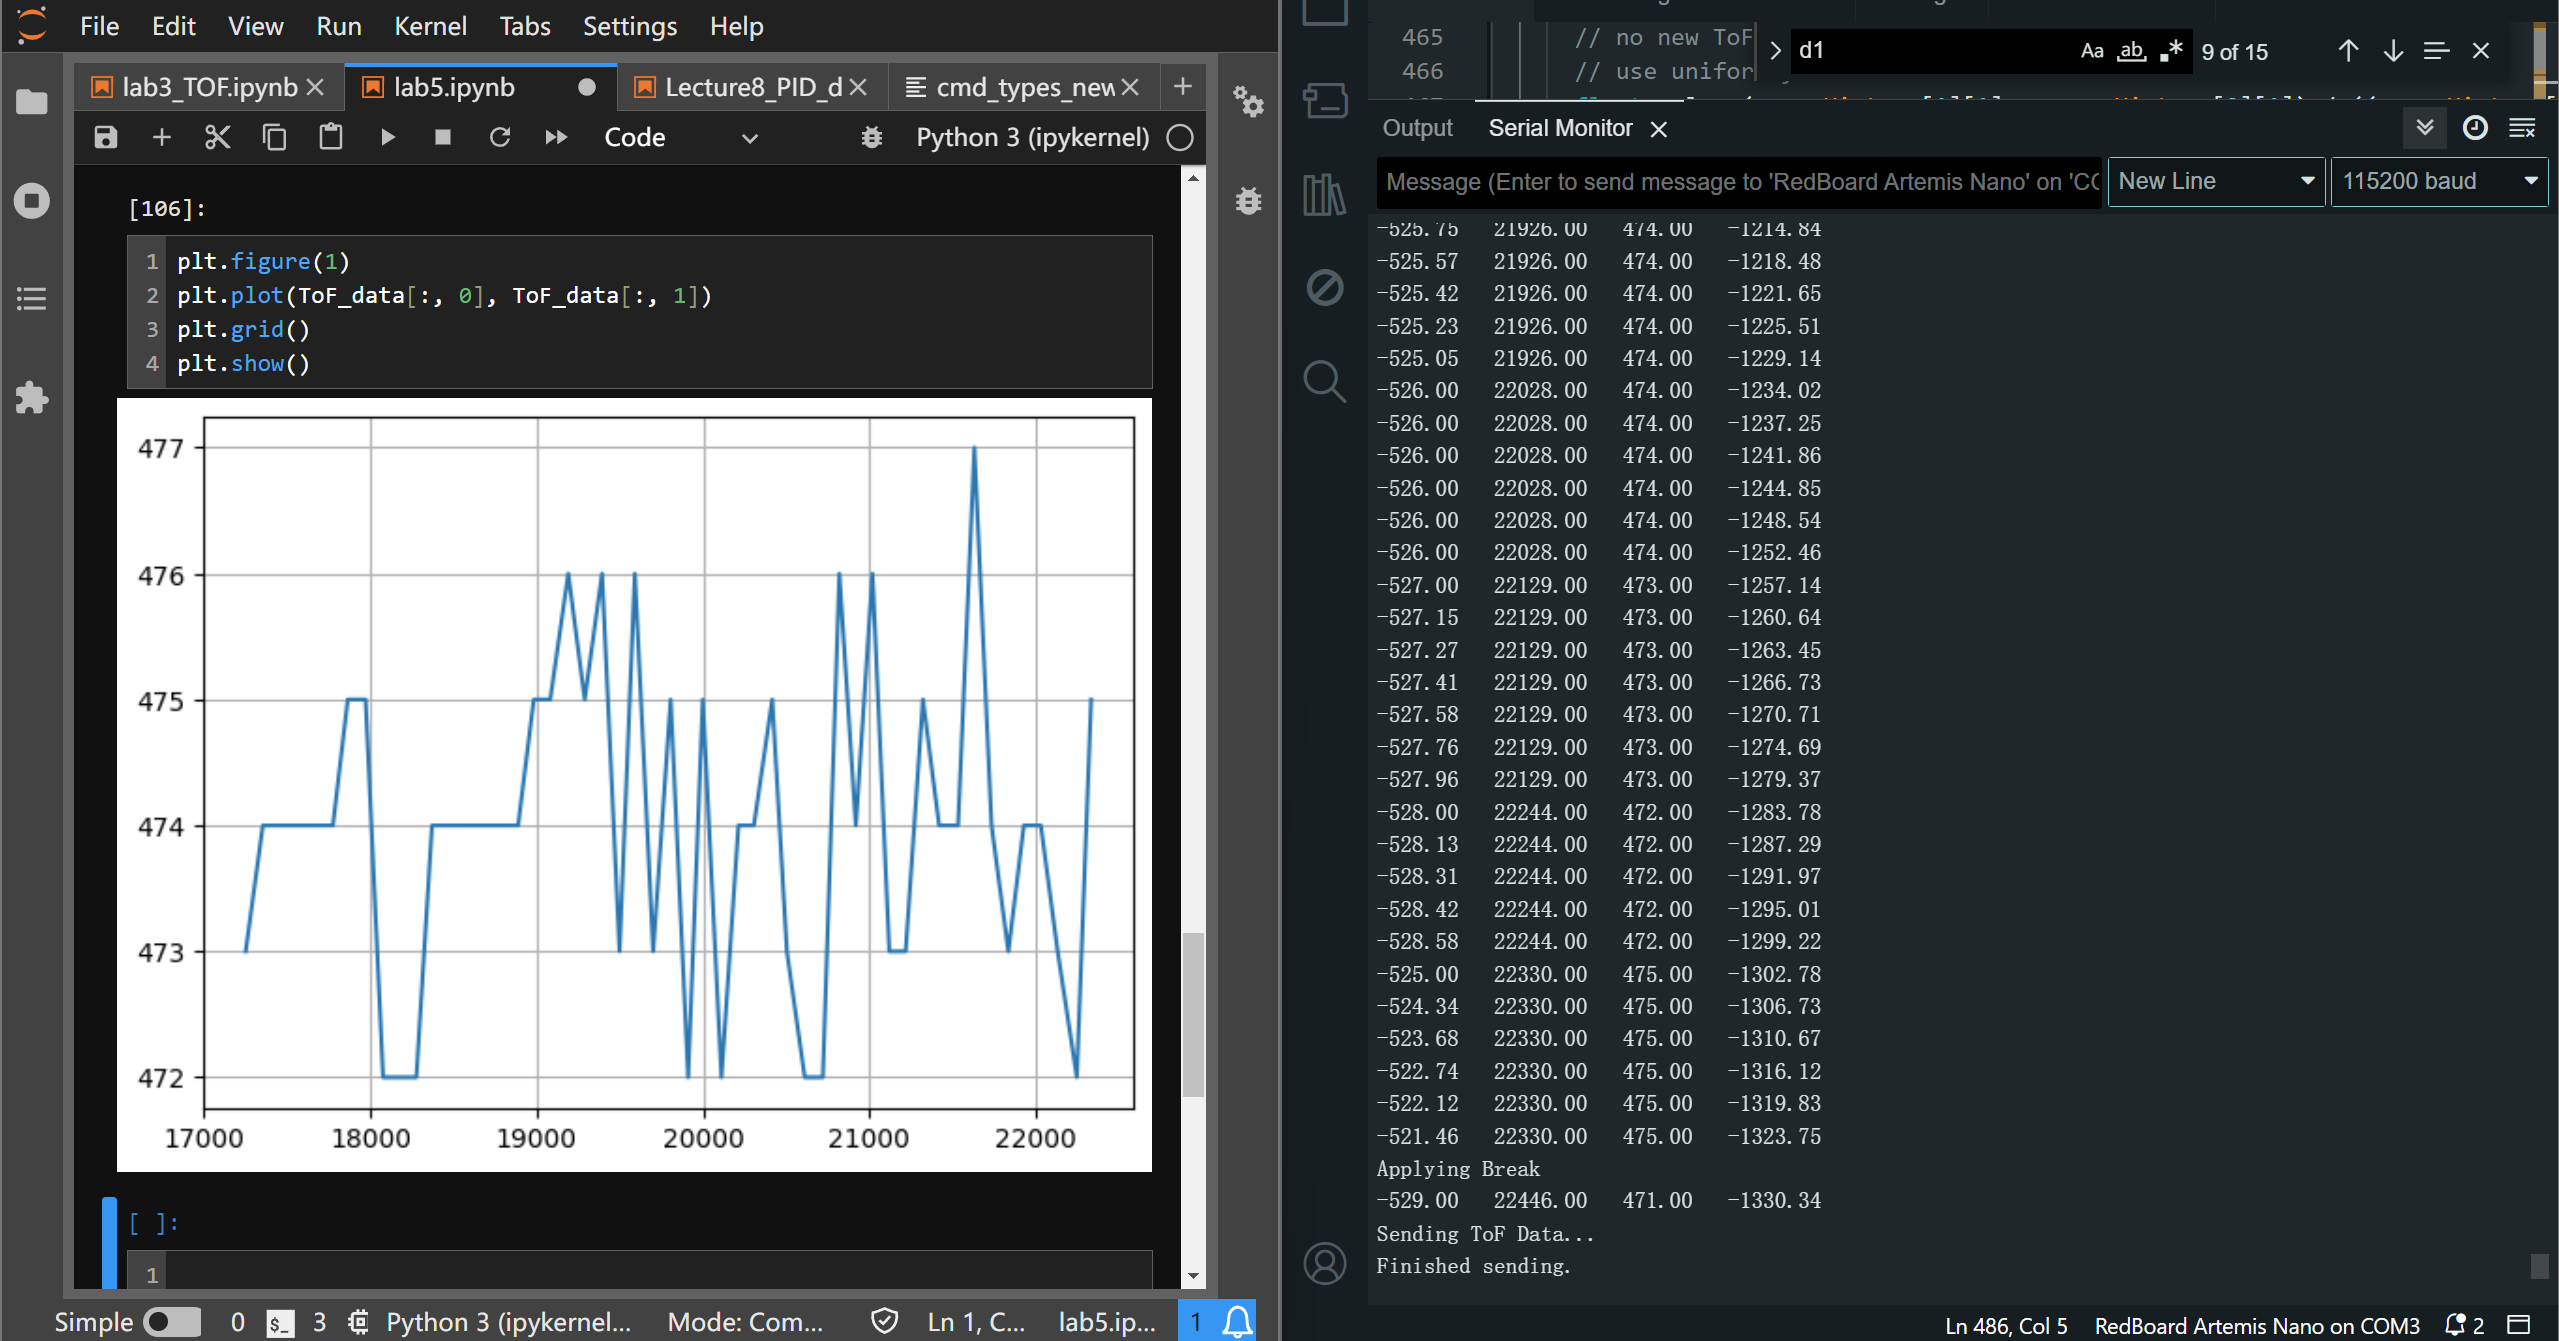 File Edit View Run Kernel Tabs Settings Help
lab3_TOF.ipynb
lab5.ipynb
Lecture8_PID_d
cmd_types_new
Code
Python 3 (ipykernel)
[106]:
1 plt.figure(1)
2 plt.plot(ToF_data[:, 0], ToF_data[:, 1])
3 plt.grid()
4 plt.show()
477
476
475
474
473
472
17000 18000 19000 20000 21000 22000
[ ]:
1
Simple 0 $_ 3 Python 3 (ipykernel... Mode: Com... Ln 1, C... lab5.ip... 1
465 // no new ToF
466 // use unifor
d1 Aa ab 9 of 15
Output Serial Monitor
Message (Enter to send message to 'RedBoard Artemis Nano' on 'CO
New Line
115200 baud
-525.75 21926.00 474.00 -1214.84
-525.57 21926.00 474.00 -1218.48
-525.42 21926.00 474.00 -1221.65
-525.23 21926.00 474.00 -1225.51
-525.05 21926.00 474.00 -1229.14
-526.00 22028.00 474.00 -1234.02
-526.00 22028.00 474.00 -1237.25
-526.00 22028.00 474.00 -1241.86
-526.00 22028.00 474.00 -1244.85
-526.00 22028.00 474.00 -1248.54
-526.00 22028.00 474.00 -1252.46
-527.00 22129.00 473.00 -1257.14
-527.15 22129.00 473.00 -1260.64
-527.27 22129.00 473.00 -1263.45
-527.41 22129.00 473.00 -1266.73
-527.58 22129.00 473.00 -1270.71
-527.76 22129.00 473.00 -1274.69
-527.96 22129.00 473.00 -1279.37
-528.00 22244.00 472.00 -1283.78
-528.13 22244.00 472.00 -1287.29
-528.31 22244.00 472.00 -1291.97
-528.42 22244.00 472.00 -1295.01
-528.58 22244.00 472.00 -1299.22
-525.00 22330.00 475.00 -1302.78
-524.34 22330.00 475.00 -1306.73
-523.68 22330.00 475.00 -1310.67
-522.74 22330.00 475.00 -1316.12
-522.12 22330.00 475.00 -1319.83
-521.46 22330.00 475.00 -1323.75
Applying Break
-529.00 22446.00 471.00 -1330.34
Sending ToF Data...
Finished sending.
Ln 486, Col 5 RedBoard Artemis Nano on COM3 2